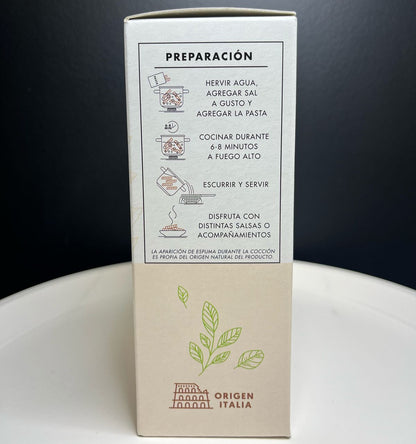 PREPARACIÓN
HERVIR AGUA,
AGREGAR SAL
A GUSTO Y
AGREGAR LA PASTA
COCINAR DURANTE
6-8 MINUTOS
A FUEGO ALTO
ESCURRIR Y SERVIR
DISFRUTA CON
DISTINTAS SALSAS O
ACOMPAÑAMIENTOS
LA APARICIÓN DE ESPUMA DURANTE LA COCCIÓN
ES PROPIA DEL ORIGEN NATURAL DEL PRODUCTO.
ORIGEN
ITALIA